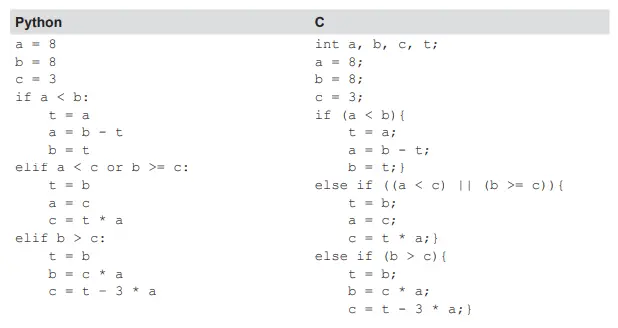 Python C
a = 8 int a, b, c, t;
b = 8 a = 8;
c = 3 b = 8;
if a < b: c = 3;
t = a if (a < b){
a = b - t t = a;
b = t a = b - t;
elif a < c or b >= c: b = t;}
t = b else if ((a < c) || (b >= c)){
a = c t = b;
c = t * a a = c;
elif b > c: c = t * a;}
t = b else if (b > c){
b = c * a t = b;
c = t – 3 * a b = c * a;
c = t - 3 * a;}